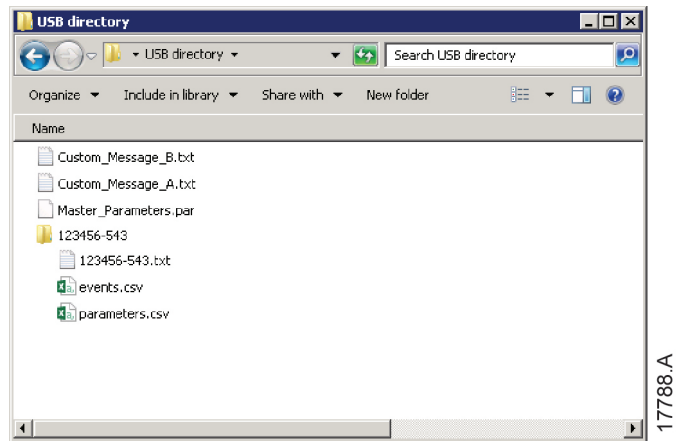 USB directory
USB directory
Search USB directory
Organize Include in library Share with New folder
Name
Custom_Message_B.txt
Custom_Message_A.txt
Master_Parameters.par
123456-543
123456-543.txt
events.csv
parameters.csv
17788.A